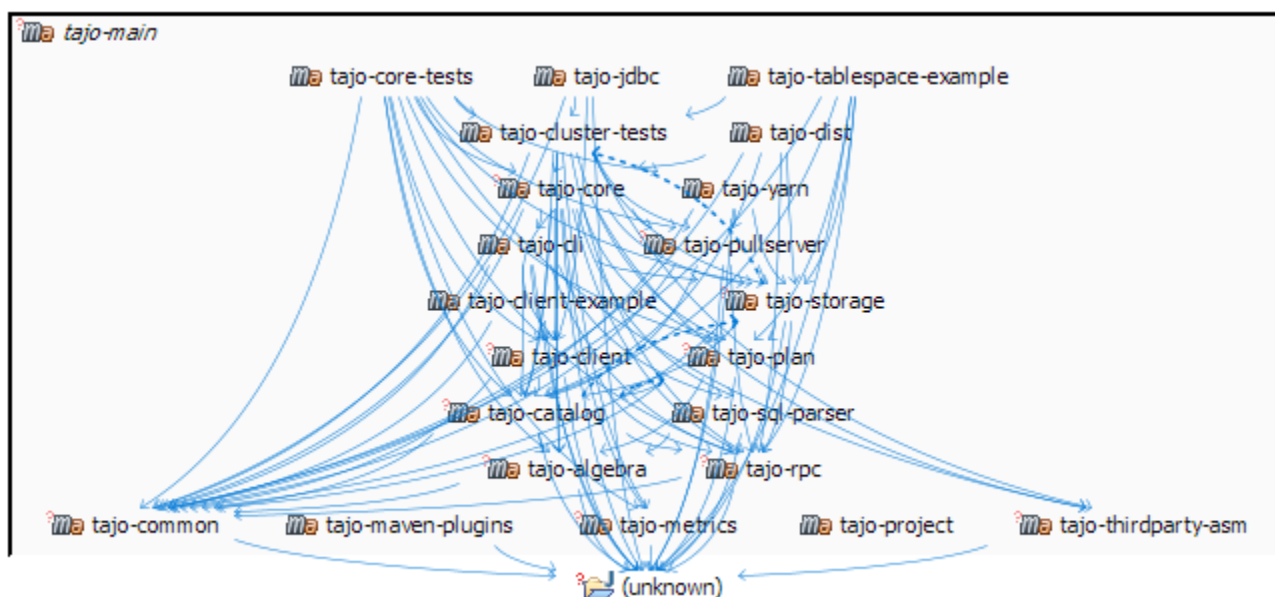 tajo-main
tajo-core-tests tajo-jdbc tajo-tablespace-example
tajo-cluster-tests tajo-dist
tajo-core tajo-yarn
tajo-cli tajo-pullserver
tajo-client-example tajo-storage
tajo-client tajo-plan
tajo-catalog tajo-sql-parser
tajo-algebra tajo-rpc
tajo-common tajo-maven-plugins tajo-metrics tajo-project tajo-thirdparty-asm
(unknown)